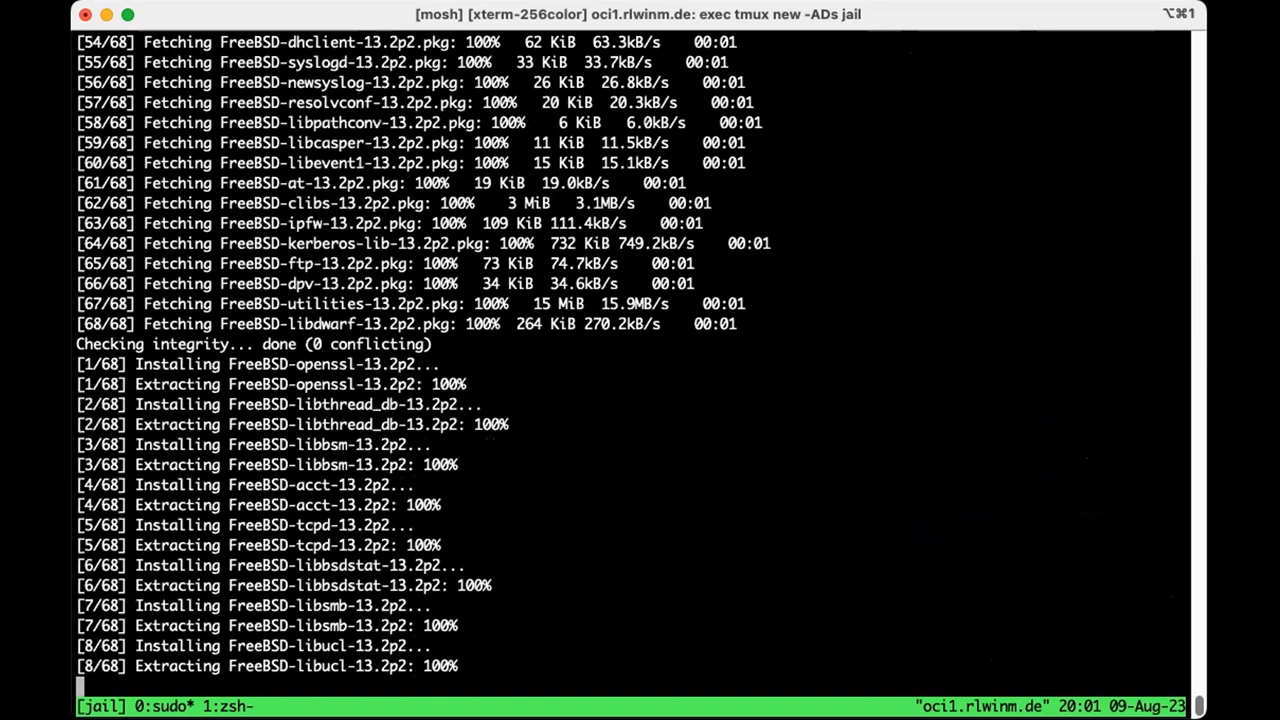 [mosh] [xterm-256color] oci1.rlwinm.de: exec tmux new -ADs jail
⌥⌘1
[54/68] Fetching FreeBSD-dhclient-13.2p2.pkg: 100%   62 KiB  63.3kB/s    00:01
[55/68] Fetching FreeBSD-syslogd-13.2p2.pkg: 100%   33 KiB  33.7kB/s    00:01
[56/68] Fetching FreeBSD-newsyslog-13.2p2.pkg: 100%   26 KiB  26.8kB/s    00:01
[57/68] Fetching FreeBSD-resolvconf-13.2p2.pkg: 100%   20 KiB  20.3kB/s    00:01
[58/68] Fetching FreeBSD-libpathconv-13.2p2.pkg: 100%    6 KiB   6.0kB/s    00:01
[59/68] Fetching FreeBSD-libcasper-13.2p2.pkg: 100%   11 KiB  11.5kB/s    00:01
[60/68] Fetching FreeBSD-libevent1-13.2p2.pkg: 100%   15 KiB  15.1kB/s    00:01
[61/68] Fetching FreeBSD-at-13.2p2.pkg: 100%   19 KiB  19.0kB/s    00:01
[62/68] Fetching FreeBSD-clibs-13.2p2.pkg: 100%    3 MiB   3.1MB/s    00:01
[63/68] Fetching FreeBSD-ipfw-13.2p2.pkg: 100%  109 KiB 111.4kB/s    00:01
[64/68] Fetching FreeBSD-kerberos-lib-13.2p2.pkg: 100%  732 KiB 749.2kB/s    00:01
[65/68] Fetching FreeBSD-ftp-13.2p2.pkg: 100%   73 KiB  74.7kB/s    00:01
[66/68] Fetching FreeBSD-dpv-13.2p2.pkg: 100%   34 KiB  34.6kB/s    00:01
[67/68] Fetching FreeBSD-utilities-13.2p2.pkg: 100%   15 MiB  15.9MB/s    00:01
[68/68] Fetching FreeBSD-libdwarf-13.2p2.pkg: 100%  264 KiB 270.2kB/s    00:01
Checking integrity... done (0 conflicting)
[1/68] Installing FreeBSD-openssl-13.2p2...
[1/68] Extracting FreeBSD-openssl-13.2p2: 100%
[2/68] Installing FreeBSD-libthread_db-13.2p2...
[2/68] Extracting FreeBSD-libthread_db-13.2p2: 100%
[3/68] Installing FreeBSD-libbsm-13.2p2...
[3/68] Extracting FreeBSD-libbsm-13.2p2: 100%
[4/68] Installing FreeBSD-acct-13.2p2...
[4/68] Extracting FreeBSD-acct-13.2p2: 100%
[5/68] Installing FreeBSD-tcpd-13.2p2...
[5/68] Extracting FreeBSD-tcpd-13.2p2: 100%
[6/68] Installing FreeBSD-libbsdstat-13.2p2...
[6/68] Extracting FreeBSD-libbsdstat-13.2p2: 100%
[7/68] Installing FreeBSD-libsmb-13.2p2...
[7/68] Extracting FreeBSD-libsmb-13.2p2: 100%
[8/68] Installing FreeBSD-libucl-13.2p2...
[8/68] Extracting FreeBSD-libucl-13.2p2: 100%
[jail] 0:sudo* 1:zsh- "oci1.rlwinm.de" 20:01 09-Aug-23